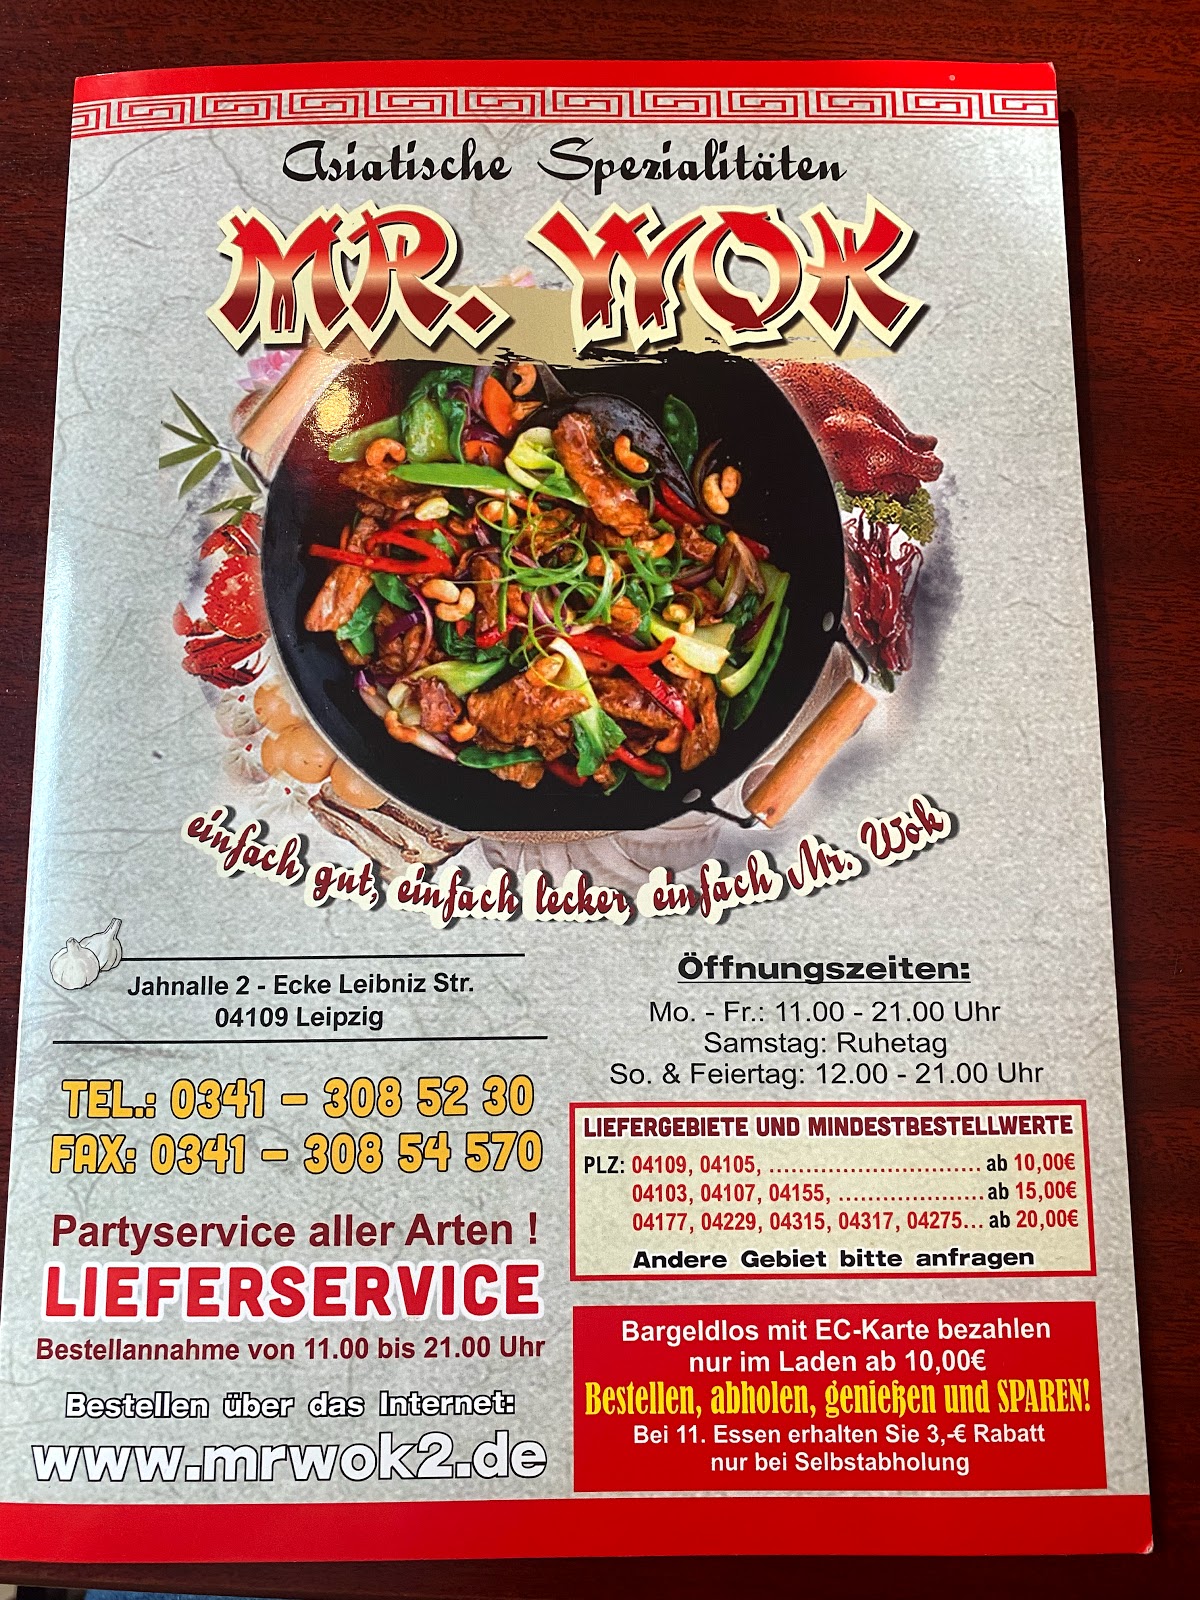 Asiatische Spezialitäten
MR. WOK
einfach gut, einfach lecker, einfach Mr. Wok
Jahnalle 2 - Ecke Leibniz Str.
04109 Leipzig
TEL.: 0341 – 308 52 30
FAX: 0341 – 308 54 570
Partyservice aller Arten !
LIEFERSERVICE
Bestellannahme von 11.00 bis 21.00 Uhr
Bestellen über das Internet:
www.mrwok2.de
Öffnungszeiten:
Mo. - Fr.: 11.00 - 21.00 Uhr
Samstag: Ruhetag
So. & Feiertag: 12.00 - 21.00 Uhr
LIEFERGEBIETE UND MINDESTBESTELLWERTE
PLZ: 04109, 04105, ............................. ab 10,00€
04103, 04107, 04155, .................... ab 15,00€
04177, 04229, 04315, 04317, 04275... ab 20,00€
Andere Gebiet bitte anfragen
Bargeldlos mit EC-Karte bezahlen
nur im Laden ab 10,00€
Bestellen, abholen, genießen und SPAREN!
Bei 11. Essen erhalten Sie 3,-€ Rabatt
nur bei Selbstabholung